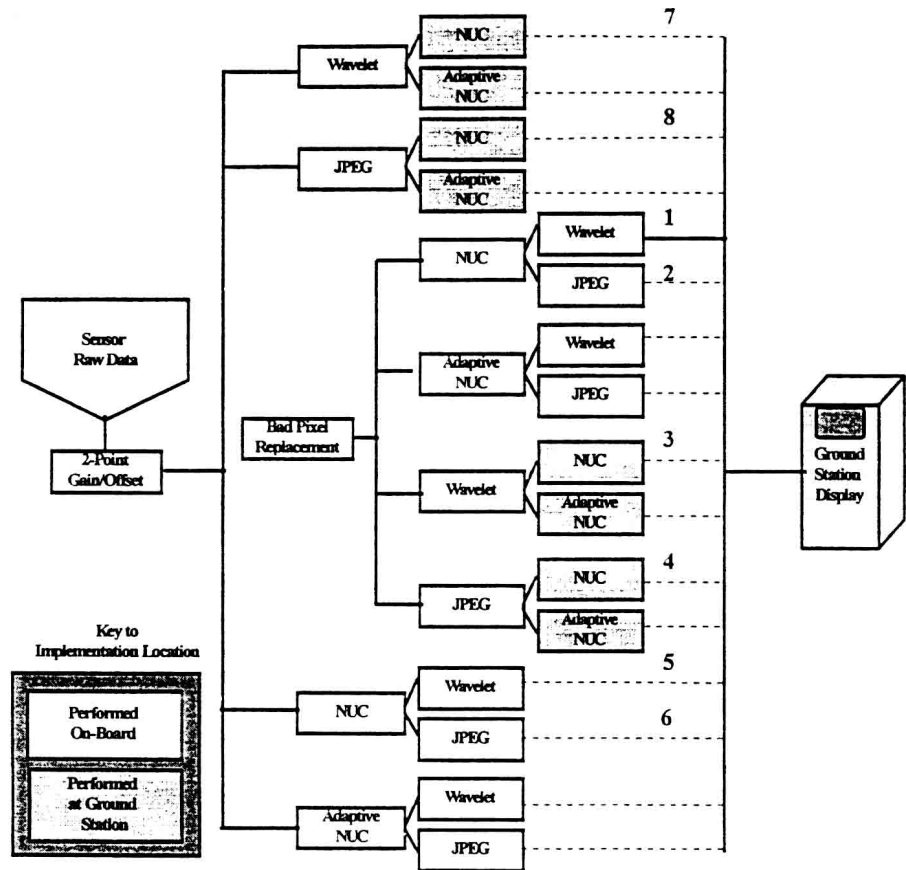 7
NUC
Wavelet
Adaptive
NUC
8
NUC
JPEG
Adaptive
NUC
1
Wavelet
NUC
2
JPEG
Sensor
Raw Data
Wavelet
Adaptive
NUC
JPEG
Bad Pixel
Replacement
2-Point
Gain/Offset
3
NUC
Wavelet
Adaptive
NUC
Ground
Station
Display
4
NUC
JPEG
Adaptive
NUC
Key to
Implementation Location
Performed
On-Board
Performed
at Ground
Station
5
Wavelet
NUC
6
JPEG
Wavelet
Adaptive
NUC
JPEG